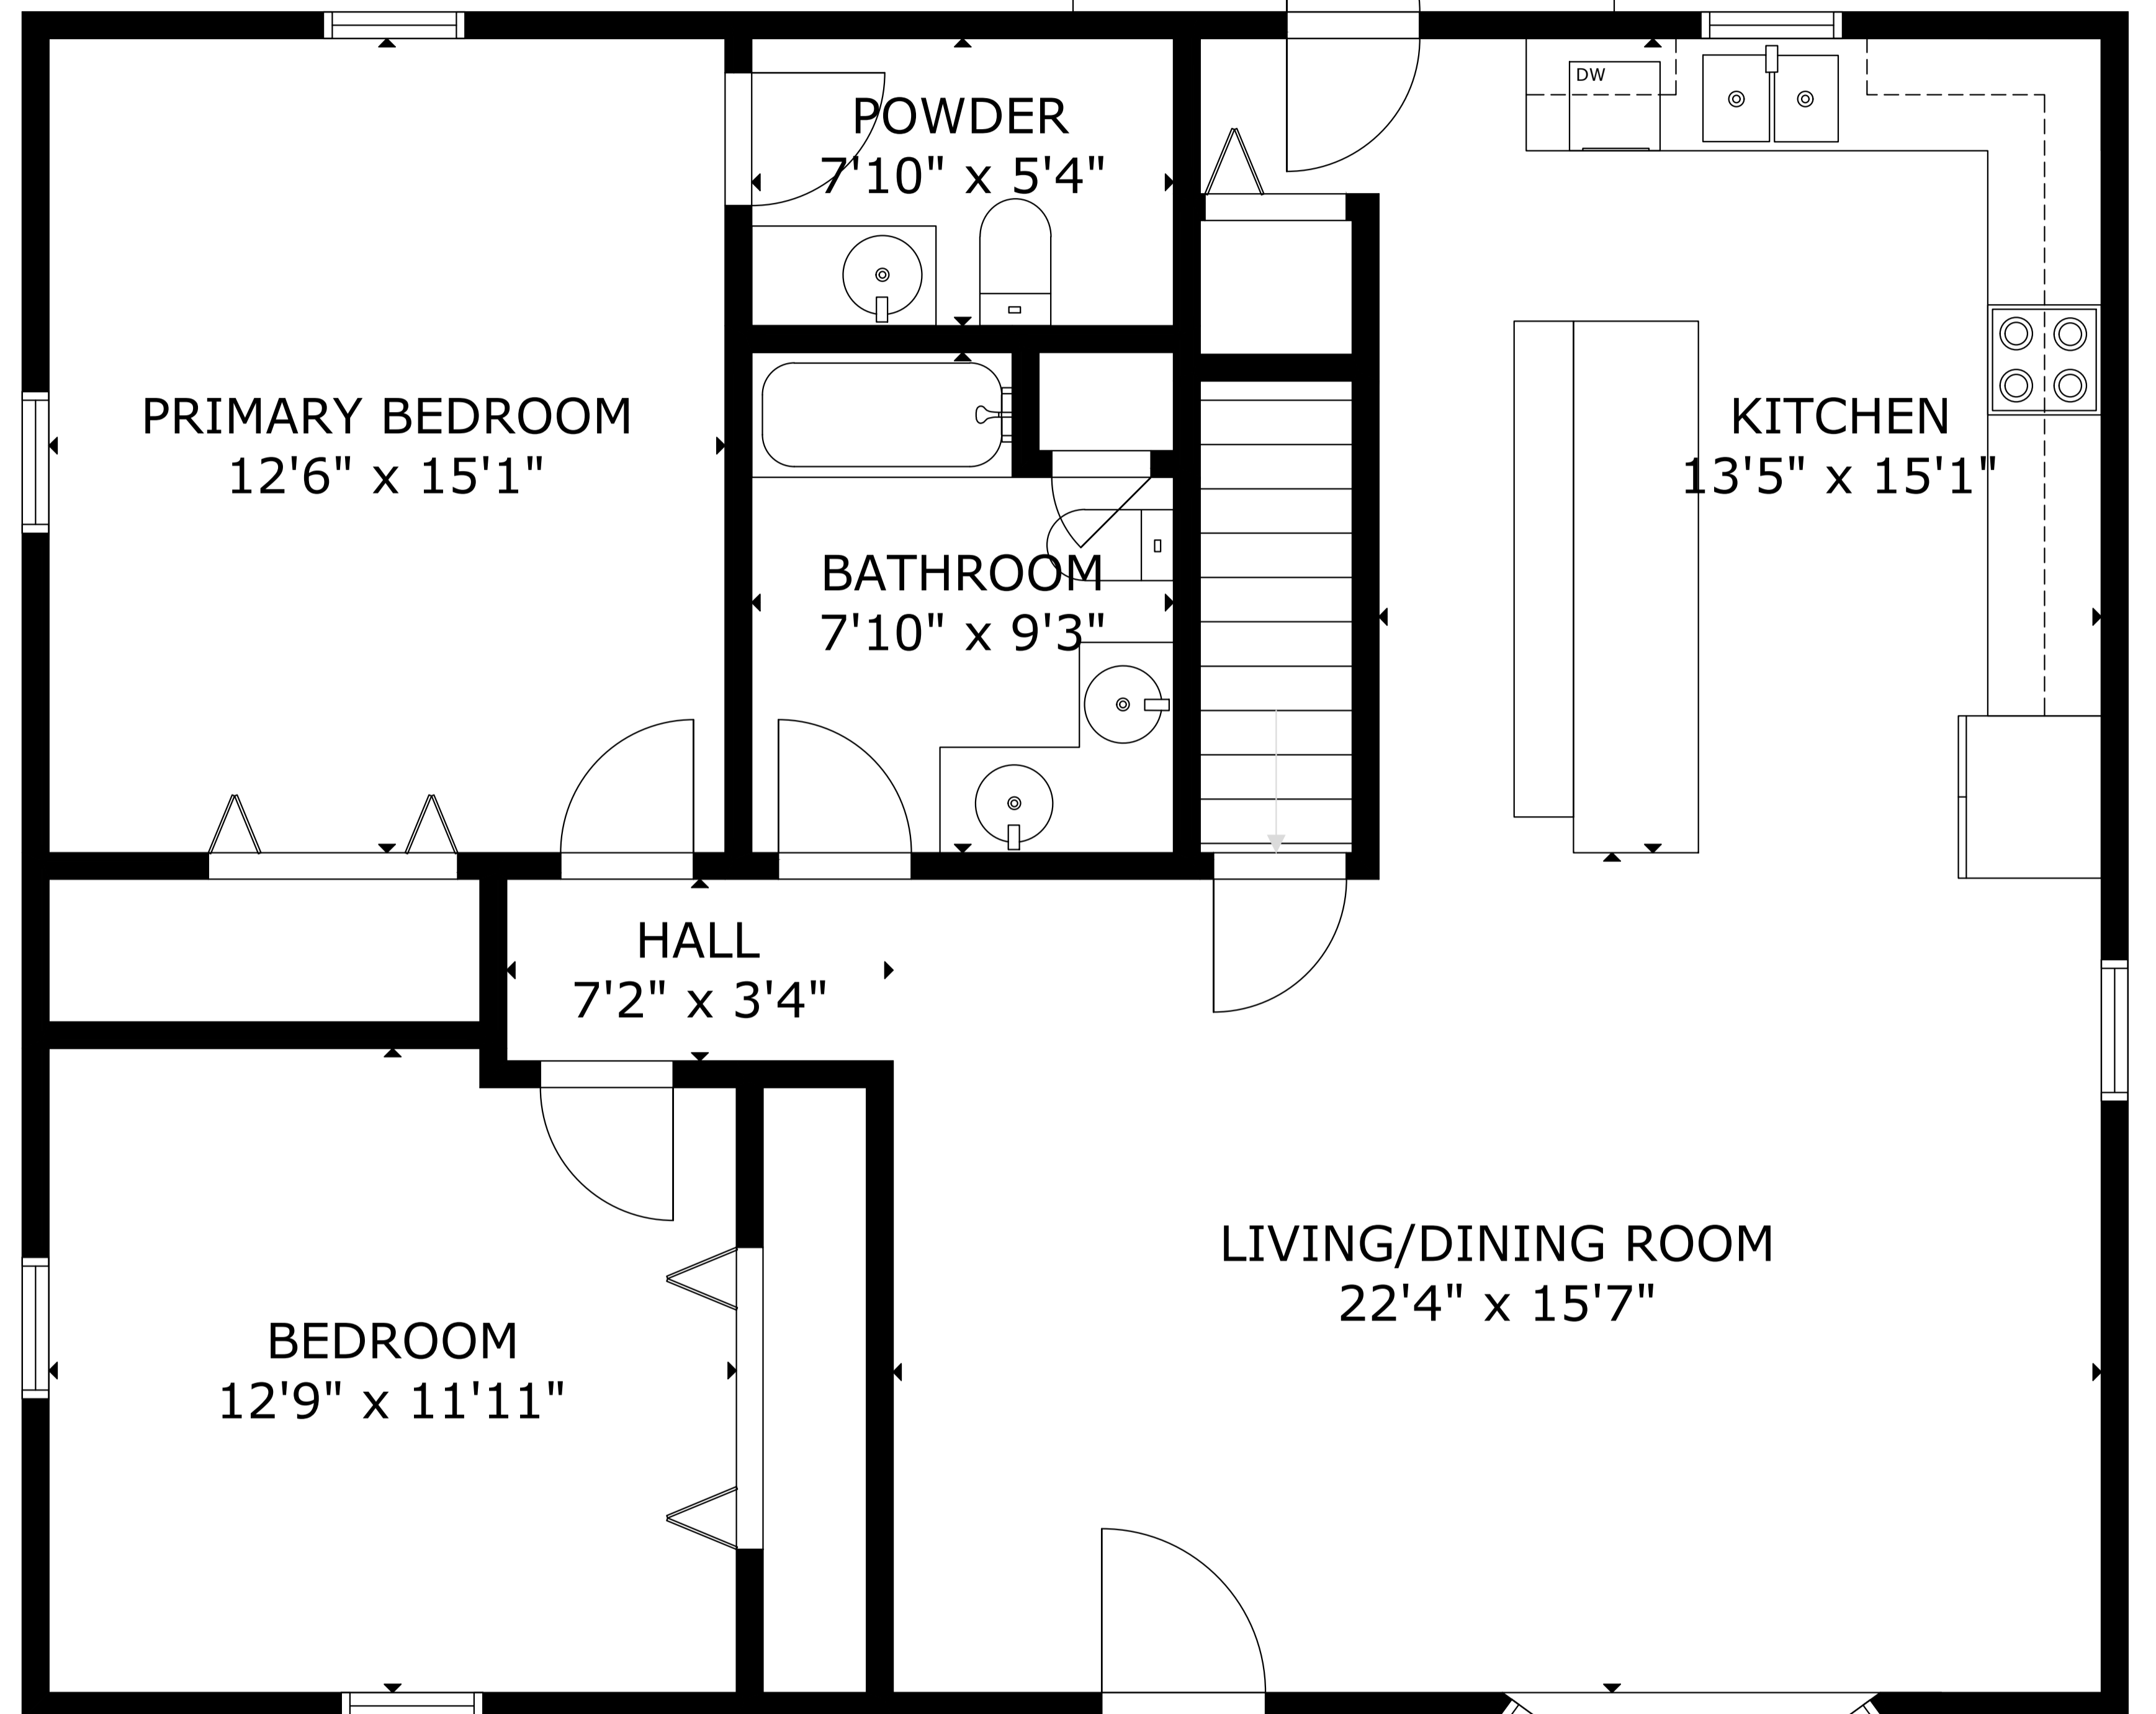 DW
POWDER
7'10" x 5'4"
PRIMARY BEDROOM
12'6" x 15'1"
KITCHEN
13'5" x 15'1"
BATHROOM
7'10" x 9'3"
HALL
7'2" x 3'4"
LIVING/DINING ROOM
22'4" x 15'7"
BEDROOM
12'9" x 11'11"